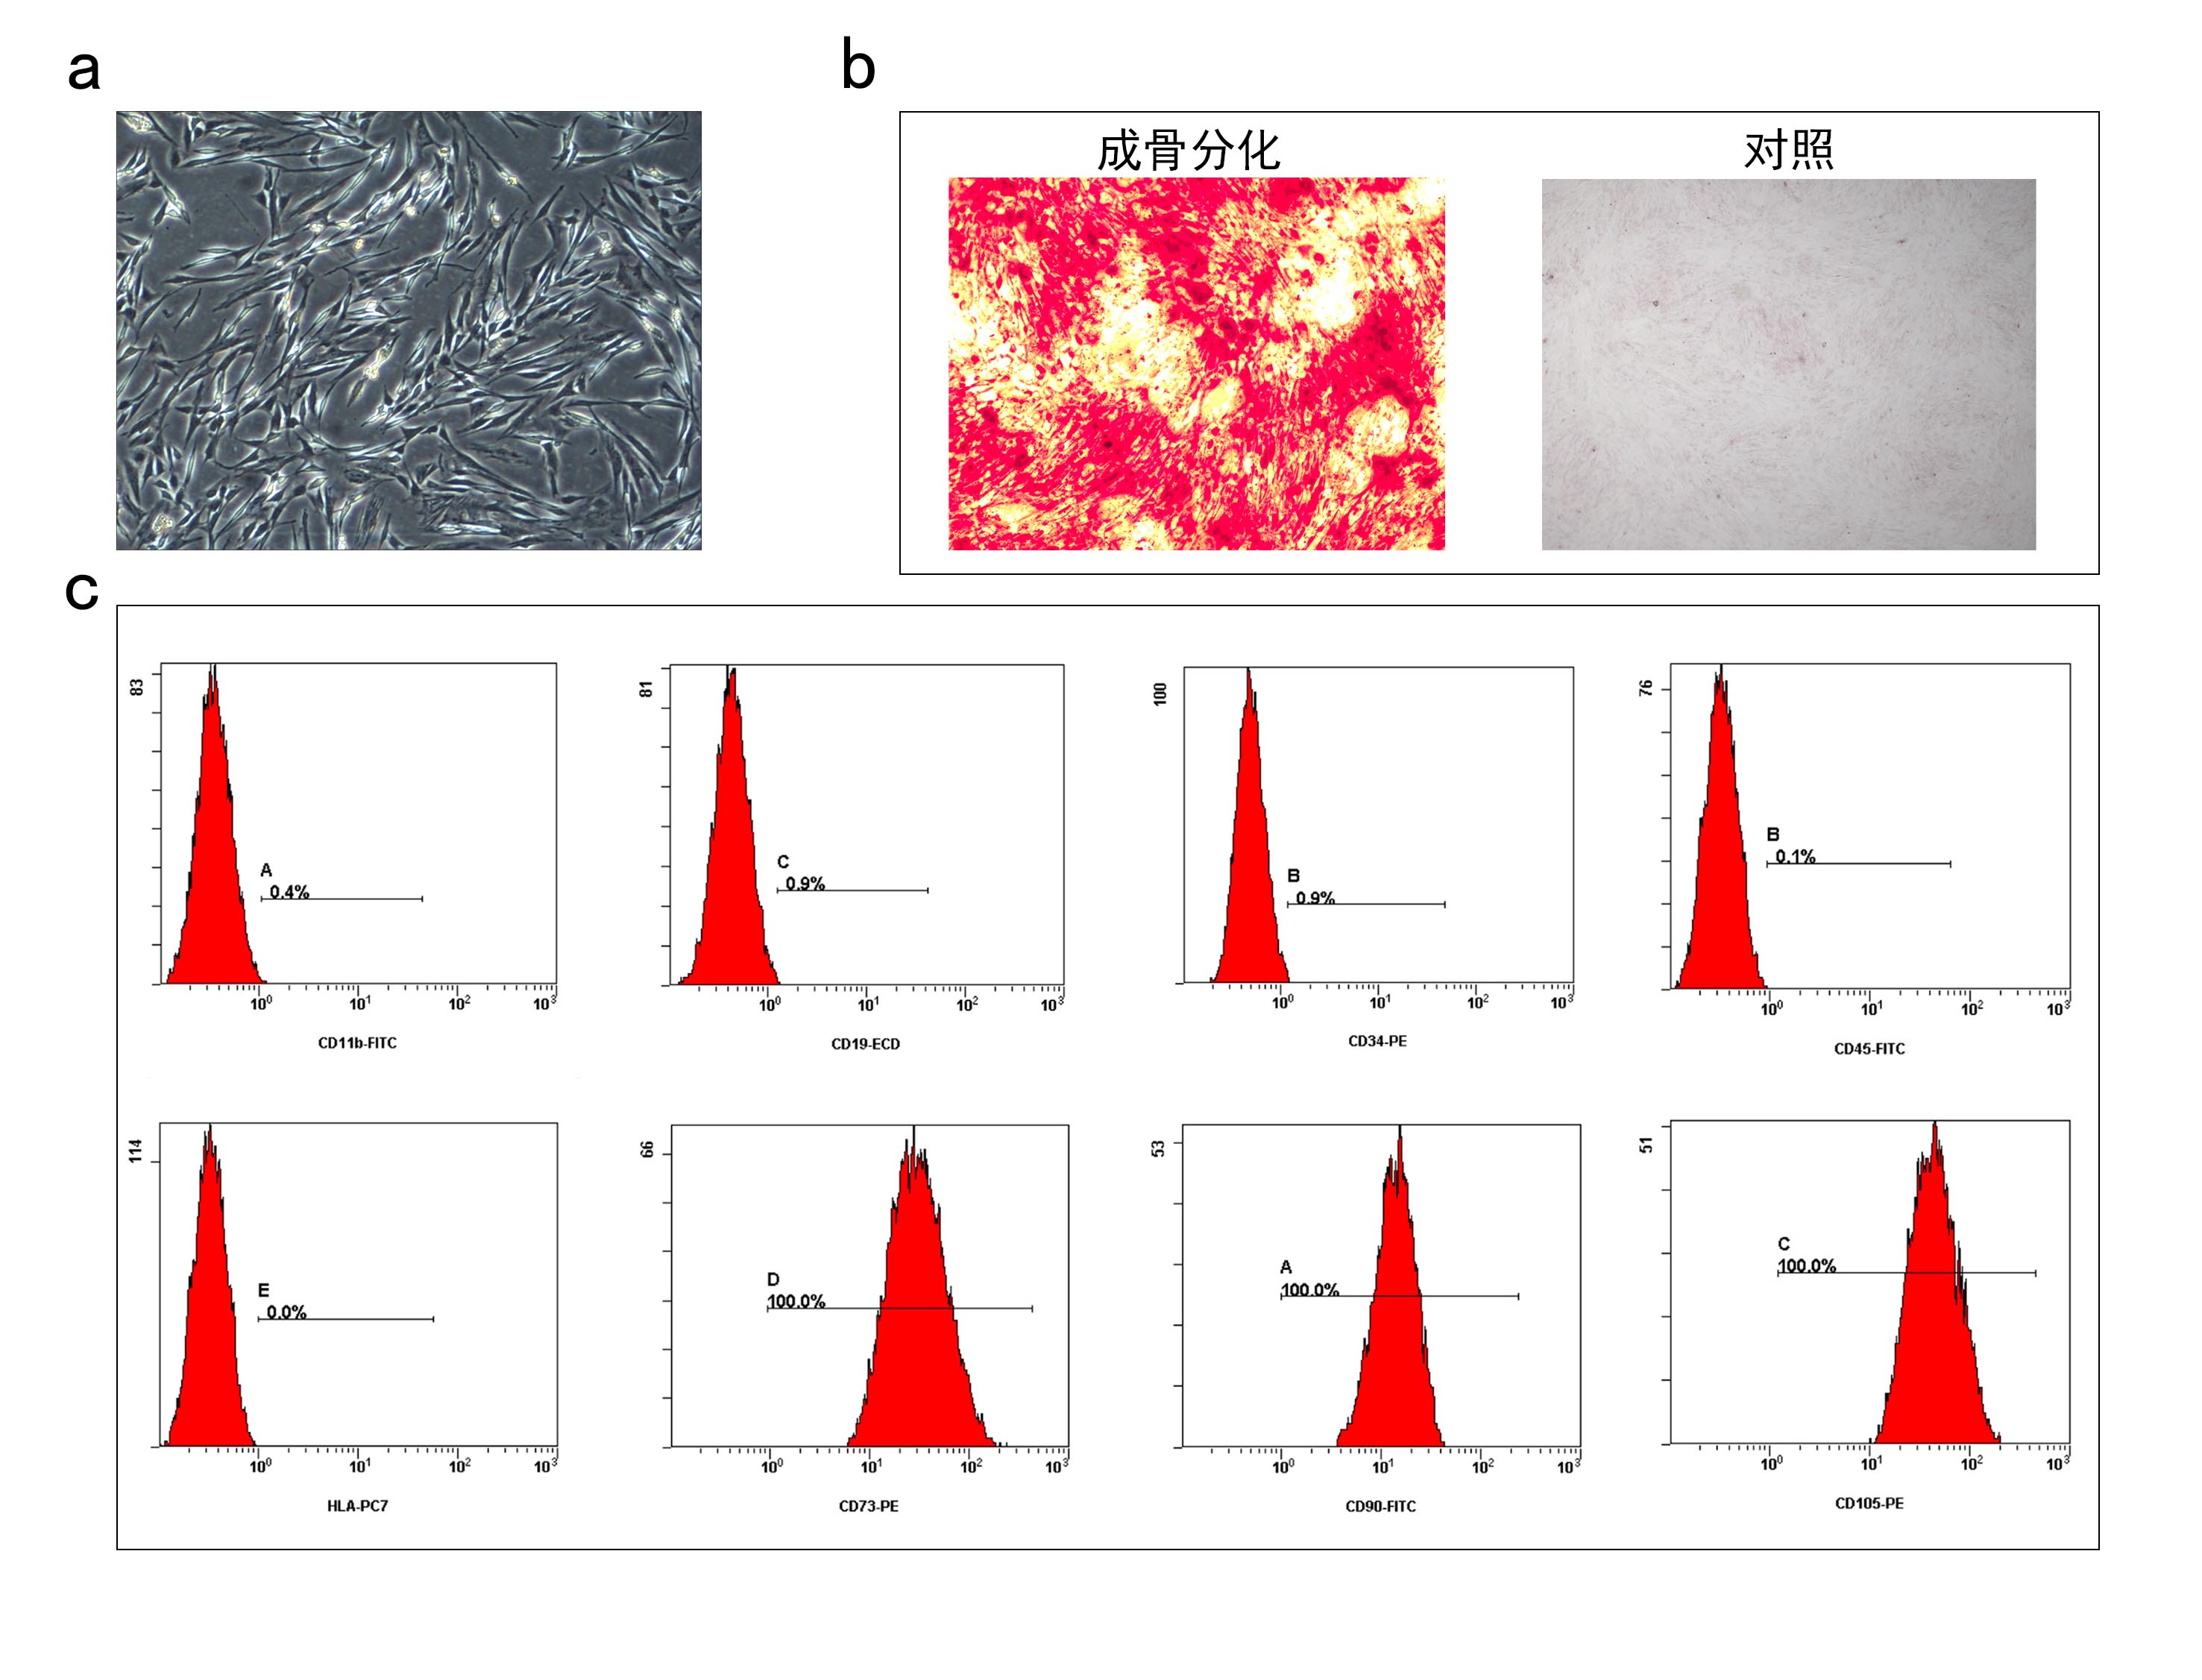 a
b
成骨分化
对照
c
83
A
0.4%
10⁰ 10¹ 10² 10³
CD11b-FITC
81
C
0.9%
10⁰ 10¹ 10² 10³
CD19-ECD
100
B
0.9%
10⁰ 10¹ 10² 10³
CD34-PE
76
B
0.1%
10⁰ 10¹ 10² 10³
CD45-FITC
114
E
0.0%
10⁰ 10¹ 10² 10³
HLA-PC7
66
D
100.0%
10⁰ 10¹ 10² 10³
CD73-PE
53
A
100.0%
10⁰ 10¹ 10² 10³
CD90-FITC
51
C
100.0%
10⁰ 10¹ 10² 10³
CD105-PE